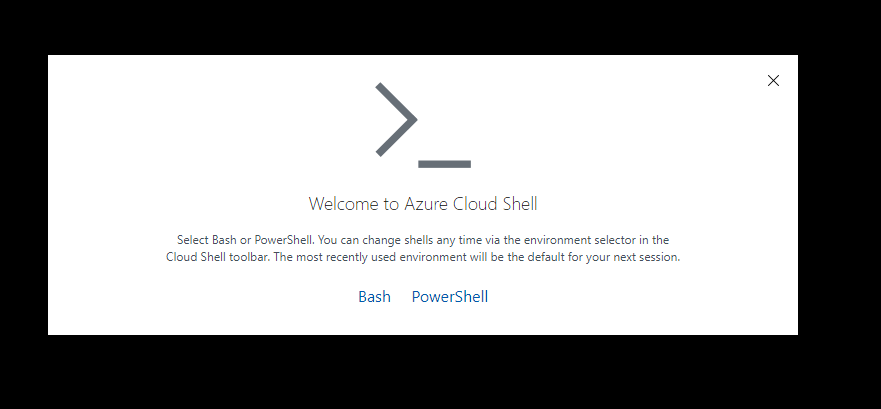 Welcome to Azure Cloud Shell
Select Bash or PowerShell. You can change shells any time via the environment selector in the
Cloud Shell toolbar. The most recently used environment will be the default for your next session.
Bash PowerShell